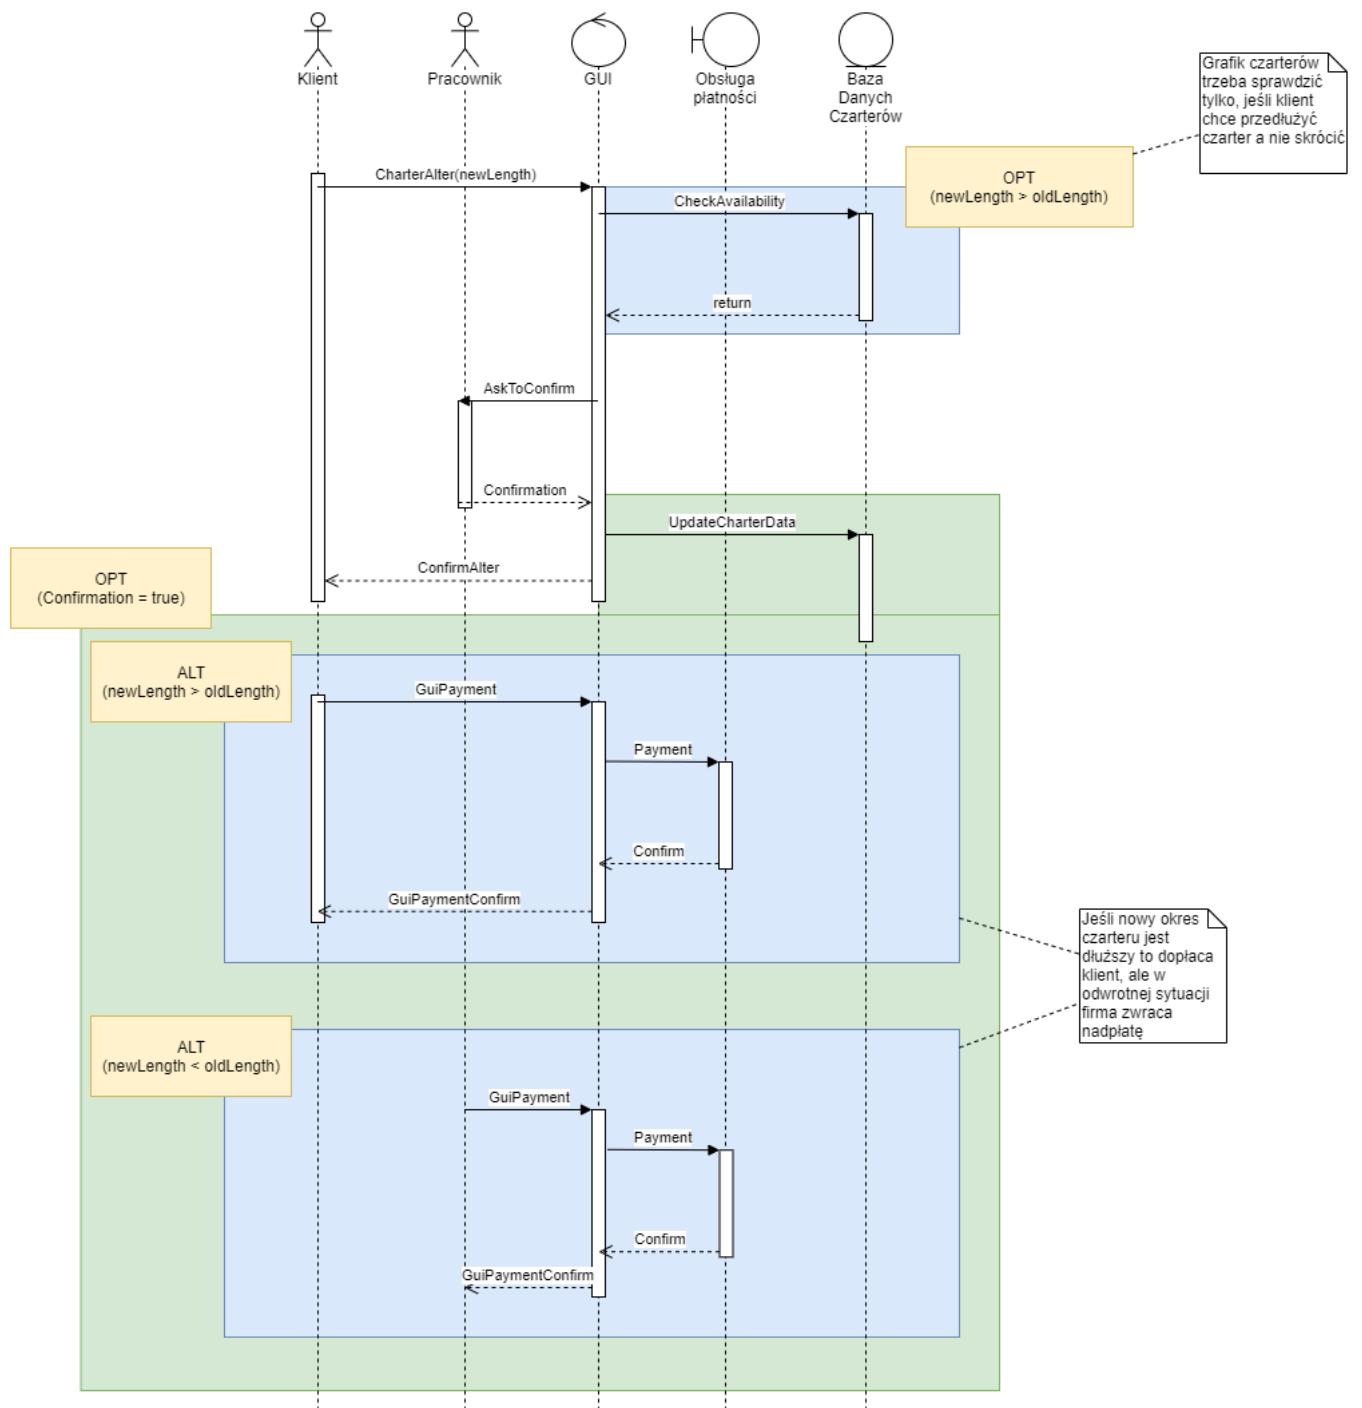 Klient
Pracownik
GUI
Obsługa
płatności
Baza
Danych
Czarterów
Grafik czarterów
trzeba sprawdzić
tylko, jeśli klient
chce przedłużyć
czarter a nie skrócić
OPT
(newLength > oldLength)
CharterAlter(newLength)
CheckAvailability
return
AskToConfirm
Confirmation
UpdateCharterData
ConfirmAlter
OPT
(Confirmation = true)
ALT
(newLength > oldLength)
GuiPayment
Payment
Confirm
GuiPaymentConfirm
Jeśli nowy okres
czarteru jest
dłuższy to dopłaca
klient, ale w
odwrotnej sytuacji
firma zwraca
nadpłatę
ALT
(newLength < oldLength)
GuiPayment
Payment
Confirm
GuiPaymentConfirm